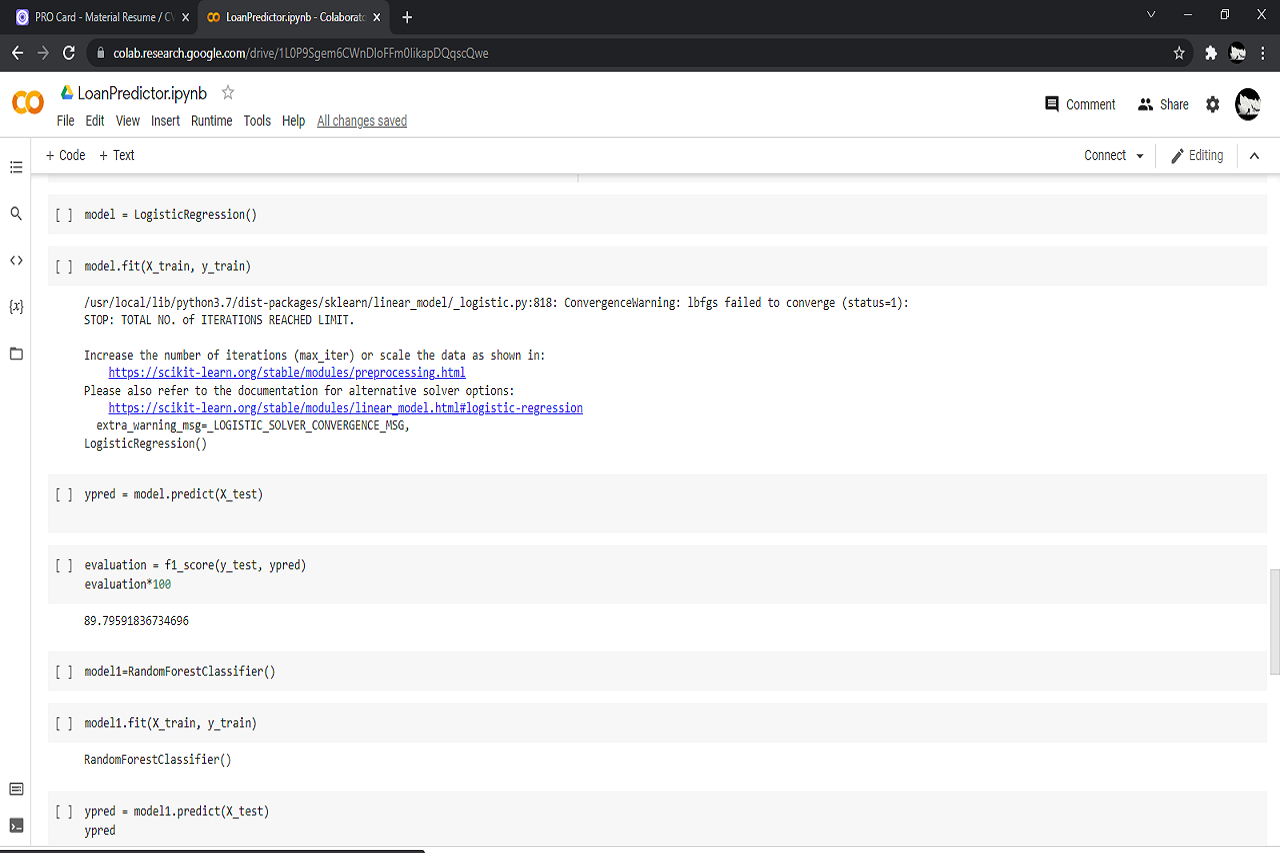 PRO Card - Material Resume / CV
LoanPredictor.ipynb - Colaborato
colab.research.google.com/drive/1L0P9Sgem6CWnDIoFFm0IikapDQqscQwe
LoanPredictor.ipynb
File Edit View Insert Runtime Tools Help All changes saved
Comment Share
+ Code + Text
Connect Editing
[ ] model = LogisticRegression()
[ ] model.fit(X_train, y_train)
/usr/local/lib/python3.7/dist-packages/sklearn/linear_model/_logistic.py:818: ConvergenceWarning: lbfgs failed to converge (status=1):
STOP: TOTAL NO. of ITERATIONS REACHED LIMIT.
Increase the number of iterations (max_iter) or scale the data as shown in:
https://scikit-learn.org/stable/modules/preprocessing.html
Please also refer to the documentation for alternative solver options:
https://scikit-learn.org/stable/modules/linear_model.html#logistic-regression
extra_warning_msg=_LOGISTIC_SOLVER_CONVERGENCE_MSG,
LogisticRegression()
[ ] ypred = model.predict(X_test)
[ ] evaluation = f1_score(y_test, ypred)
evaluation*100
89.79591836734696
[ ] model1=RandomForestClassifier()
[ ] model1.fit(X_train, y_train)
RandomForestClassifier()
[ ] ypred = model1.predict(X_test)
ypred